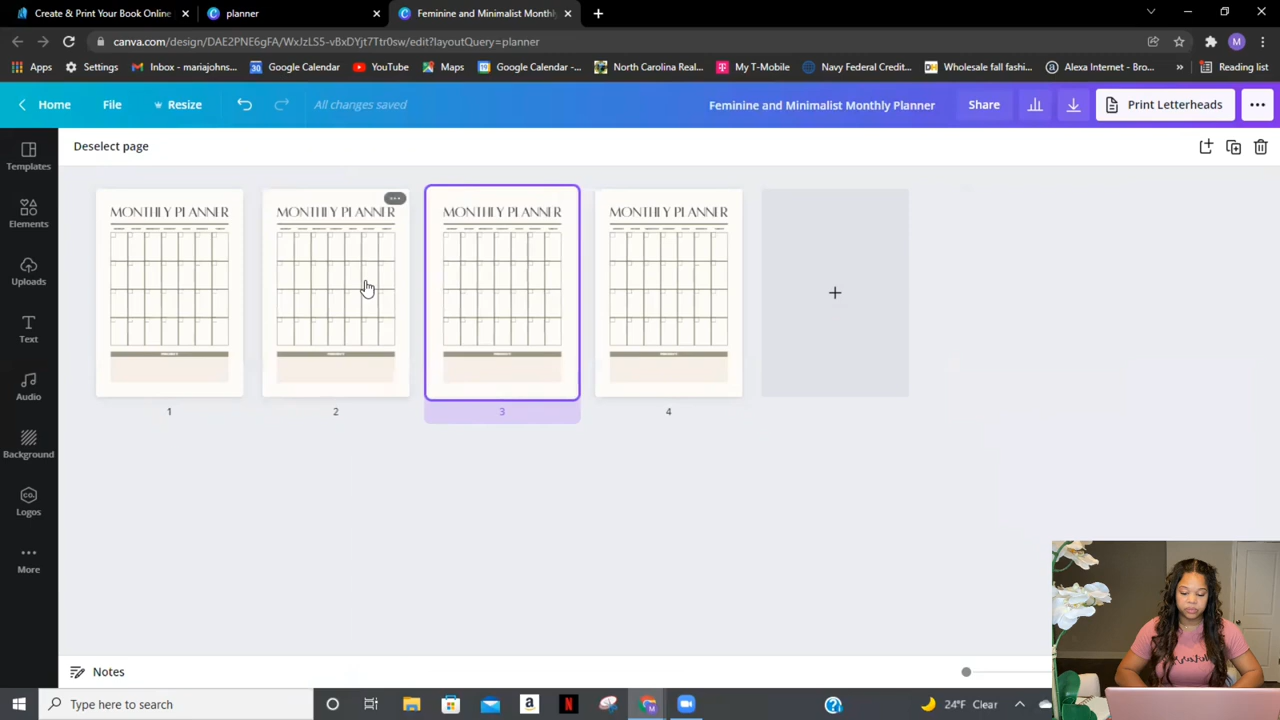 Create & Print Your Book Online
planner
Feminine and Minimalist Monthly
canva.com/design/DAE2PNE6gFA/WxJzLS5-vBxDYjt7Ttr0sw/edit?layoutQuery=planner
Apps Settings Inbox - mariajohns... Google Calendar YouTube Maps Google Calendar -... North Carolina Real... My T-Mobile Navy Federal Credit... Wholesale fall fashi... Alexa Internet - Bro... » Reading list
Home File Resize All changes saved Feminine and Minimalist Monthly Planner Share Print Letterheads
Deselect page
Templates
Elements
Uploads
Text
Audio
Background
CO.
Logos
More
MONTHLY PLANNER MONTHLY PLANNER MONTHLY PLANNER MONTHLY PLANNER
1 2 3 4
Notes
Type here to search
24°F Clear